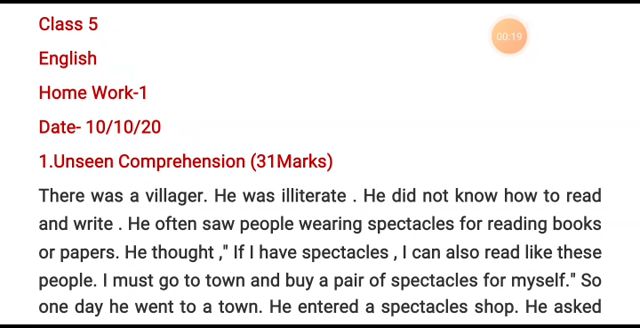 Class 5
00:19
English
Home Work-1
Date- 10/10/20
1.Unseen Comprehension (31Marks)
There was a villager. He was illiterate . He did not know how to read
and write . He often saw people wearing spectacles for reading books
or papers. He thought ," If I have spectacles , I can also read like these
people. I must go to town and buy a pair of spectacles for myself." So
one day he went to a town. He entered a spectacles shop. He asked